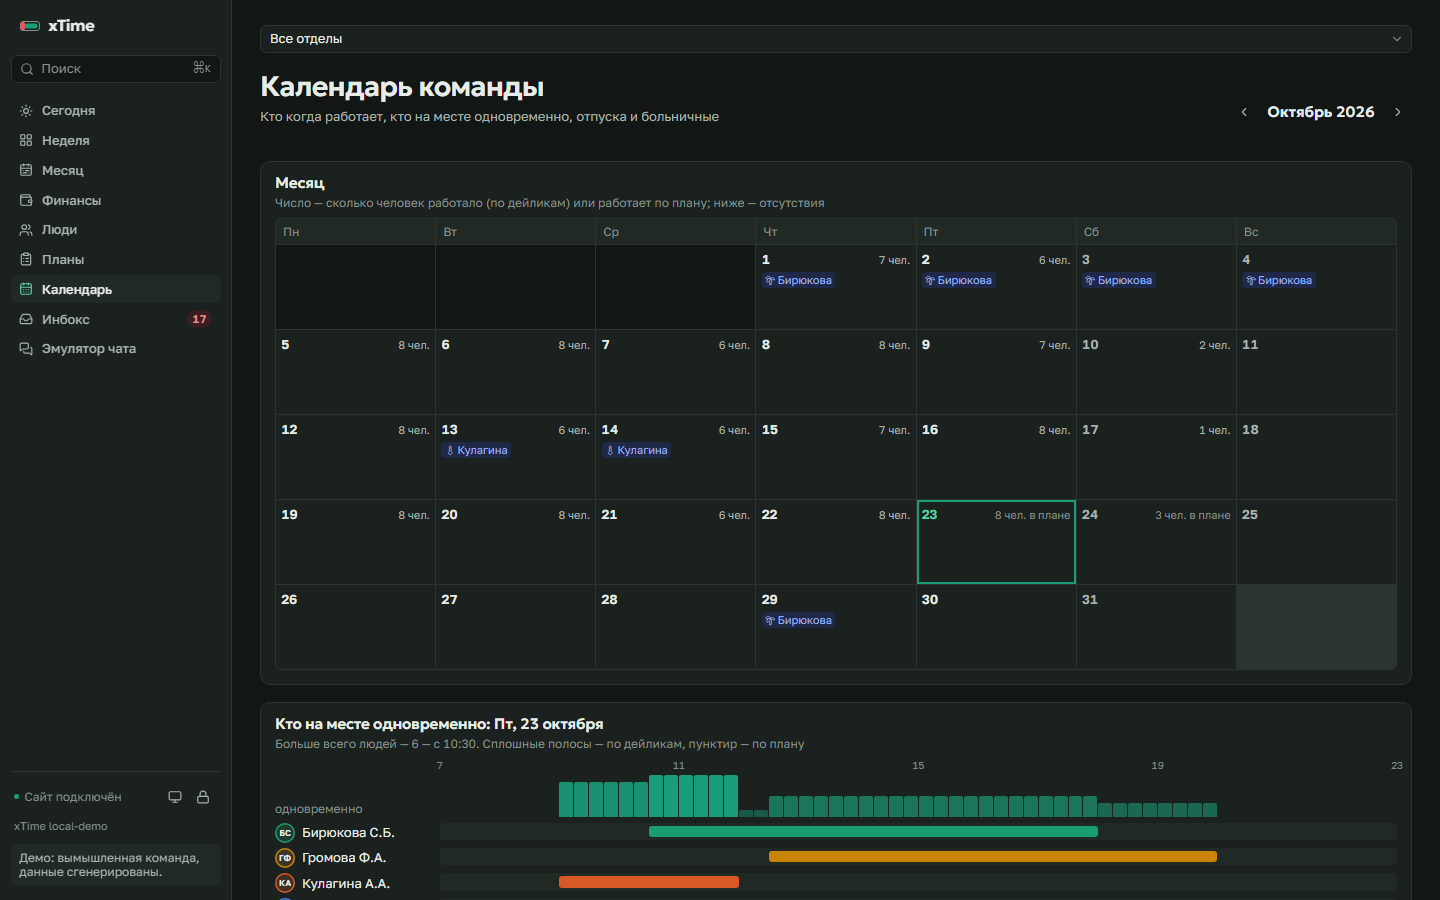 xTime
Поиск ⌘K
Сегодня
Неделя
Месяц
Финансы
Люди
Планы
Календарь
Инбокс 17
Эмулятор чата
Сайт подключён
xTime local-demo
Демо: вымышленная команда,
данные сгенерированы.
Все отделы
Календарь команды
Кто когда работает, кто на месте одновременно, отпуска и больничные
Октябрь 2026
Месяц
Число — сколько человек работало (по дейликам) или работает по плану; ниже — отсутствия
Пн Вт Ср Чт Пт Сб Вс
1 7 чел. 2 6 чел. 3 4
Бирюкова Бирюкова Бирюкова Бирюкова
5 8 чел. 6 8 чел. 7 6 чел. 8 8 чел. 9 7 чел. 10 2 чел. 11
12 8 чел. 13 6 чел. 14 6 чел. 15 7 чел. 16 8 чел. 17 1 чел. 18
Кулагина Кулагина
19 8 чел. 20 8 чел. 21 6 чел. 22 8 чел. 23 8 чел. в плане 24 3 чел. в плане 25
26 27 28 29 30 31
Бирюкова
Кто на месте одновременно: Пт, 23 октября
Больше всего людей — 6 — с 10:30. Сплошные полосы — по дейликам, пунктир — по плану
7 11 15 19 23
одновременно
БС Бирюкова С.Б.
ГФ Громова Ф.А.
КА Кулагина А.А.